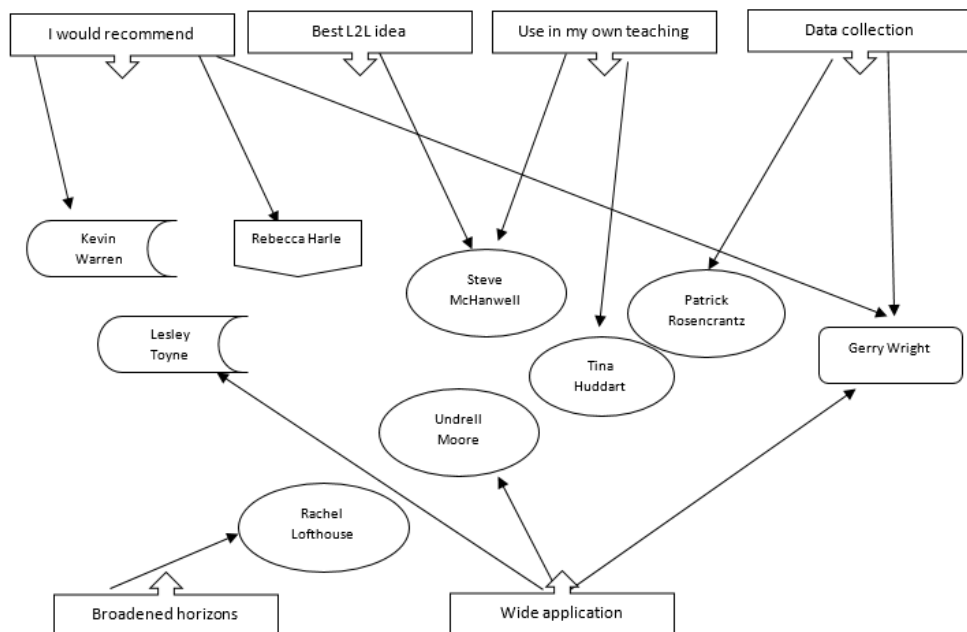 I would recommend
Best L2L idea
Use in my own teaching
Data collection
Kevin
Warren
Rebecca Harle
Steve
McHanwell
Patrick
Rosencrantz
Lesley
Toyne
Gerry Wright
Tina
Huddart
Undrell
Moore
Rachel
Lofthouse
Broadened horizons
Wide application